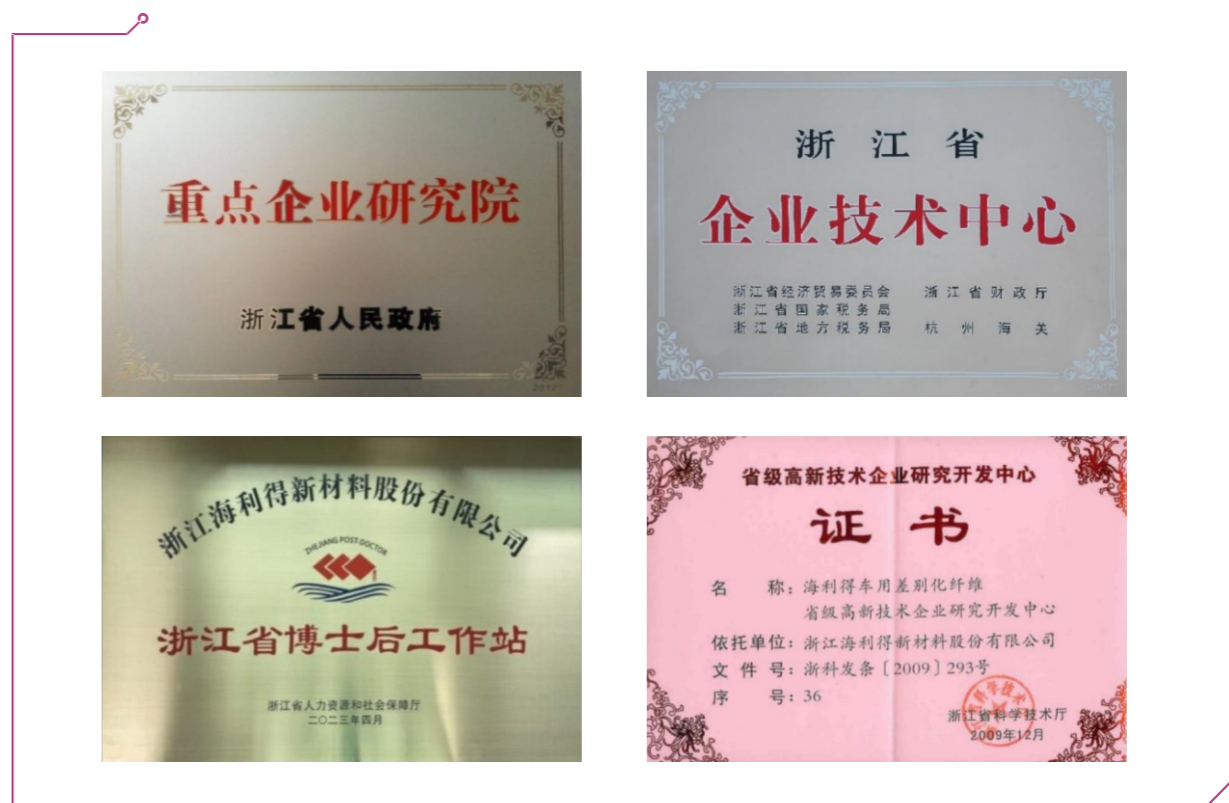 重点企业研究院
浙江省人民政府
浙江省
企业技术中心
浙江省经济贸易委员会 浙江省财政厅
浙江省国家税务局
浙江省地方税务局 杭州海关
浙江海利得新材料股份有限公司
ZHEJIANG POST-DOCTOR
浙江省博士后工作站
浙江省人力资源和社会保障厅
二〇二三年四月
省级高新技术企业研究开发中心
证书
名称：海利得车用差别化纤维
省级高新技术企业研究开发中心
依托单位：浙江海利得新材料股份有限公司
文件号：浙科发条〔2009〕293号
序号：36
浙江省科学技术厅
2009年12月